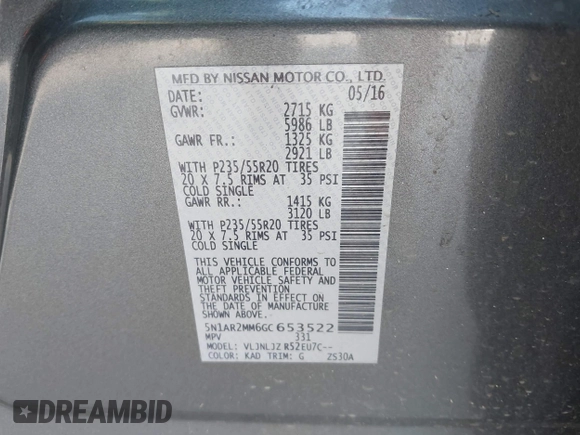 MFD BY NISSAN MOTOR CO., LTD.
DATE: 05/16
GVWR: 2715 KG
5986 LB
GAWR FR.: 1325 KG
2921 LB
WITH P235/55R20 TIRES
20 X 7.5 RIMS AT 35 PSI
COLD SINGLE
GAWR RR.: 1415 KG
3120 LB
WITH P235/55R20 TIRES
20 X 7.5 RIMS AT 35 PSI
COLD SINGLE
THIS VEHICLE CONFORMS TO
ALL APPLICABLE FEDERAL
MOTOR VEHICLE SAFETY AND
THEFT PREVENTION
STANDARDS IN EFFECT ON
THE DATE OF MANUFACTURE
SHOWN ABOVE.
5N1AR2MM6GC653522
MPV 331
MODEL: VLJNLJZ R52EU7C--
COLOR: KAD TRIM: G ZS30A
DREAMBID